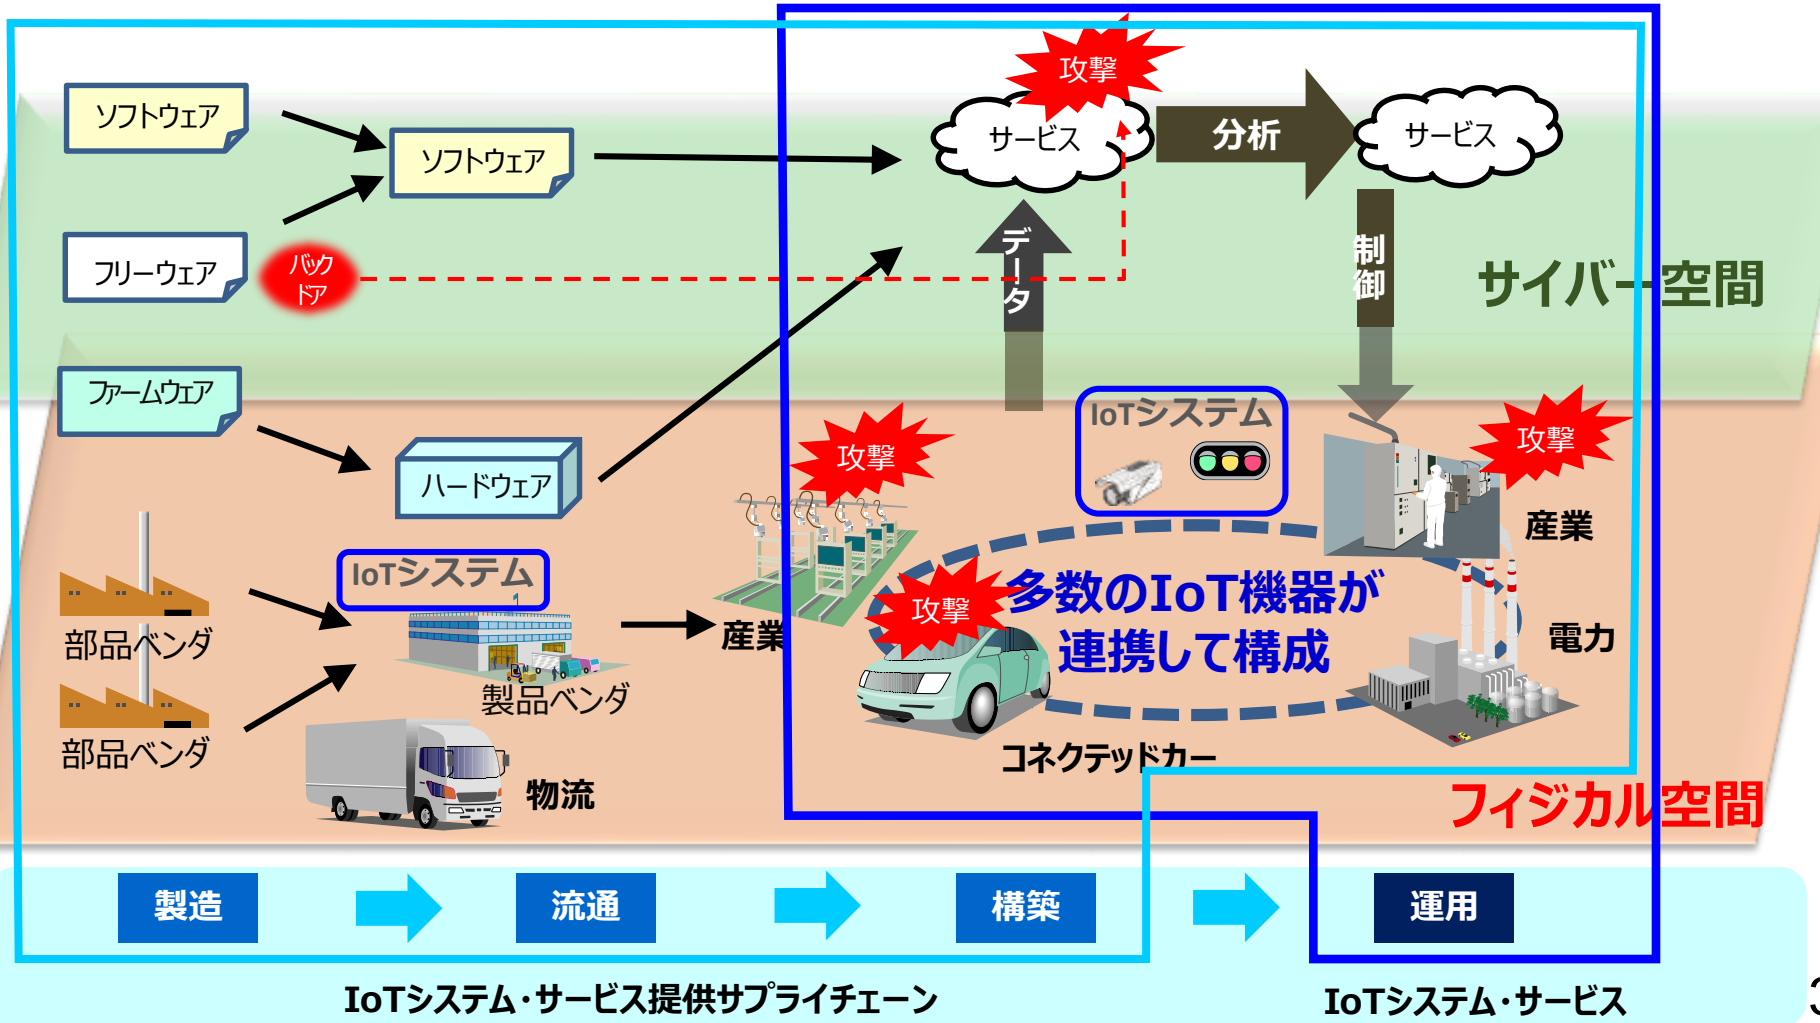 攻撃
ソフトウェア
ソフトウェア
サービス
分析
サービス
フリーウェア
バック
ドア
データ
制御
サイバー空間
ファームウェア
ハードウェア
攻撃
IoTシステム
攻撃
産業
IoTシステム
部品ベンダ
製品ベンダ
産業
攻撃
多数のIoT機器が
連携して構成
電力
部品ベンダ
物流
コネクテッドカー
フィジカル空間
製造
流通
構築
運用
IoTシステム・サービス提供サプライチェーン
IoTシステム・サービス